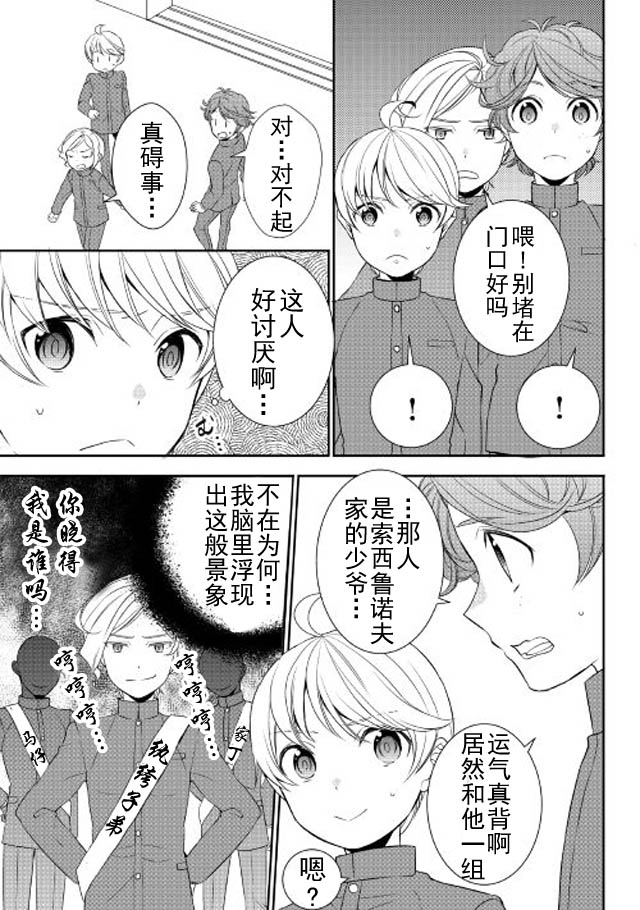 喂！别堵在
门口好吗
！
！
对…对不起
真碍事…
这人
好讨厌啊…
…那人
是索西鲁诺夫
家的少爷…
运气真背啊
居然和他一组
嗯？
不在为何…
我脑里浮现
出这般景象
你晓得
我是谁吗…
哼哼哼…
哼哼哼…
家丁
纨绔子弟
马仔